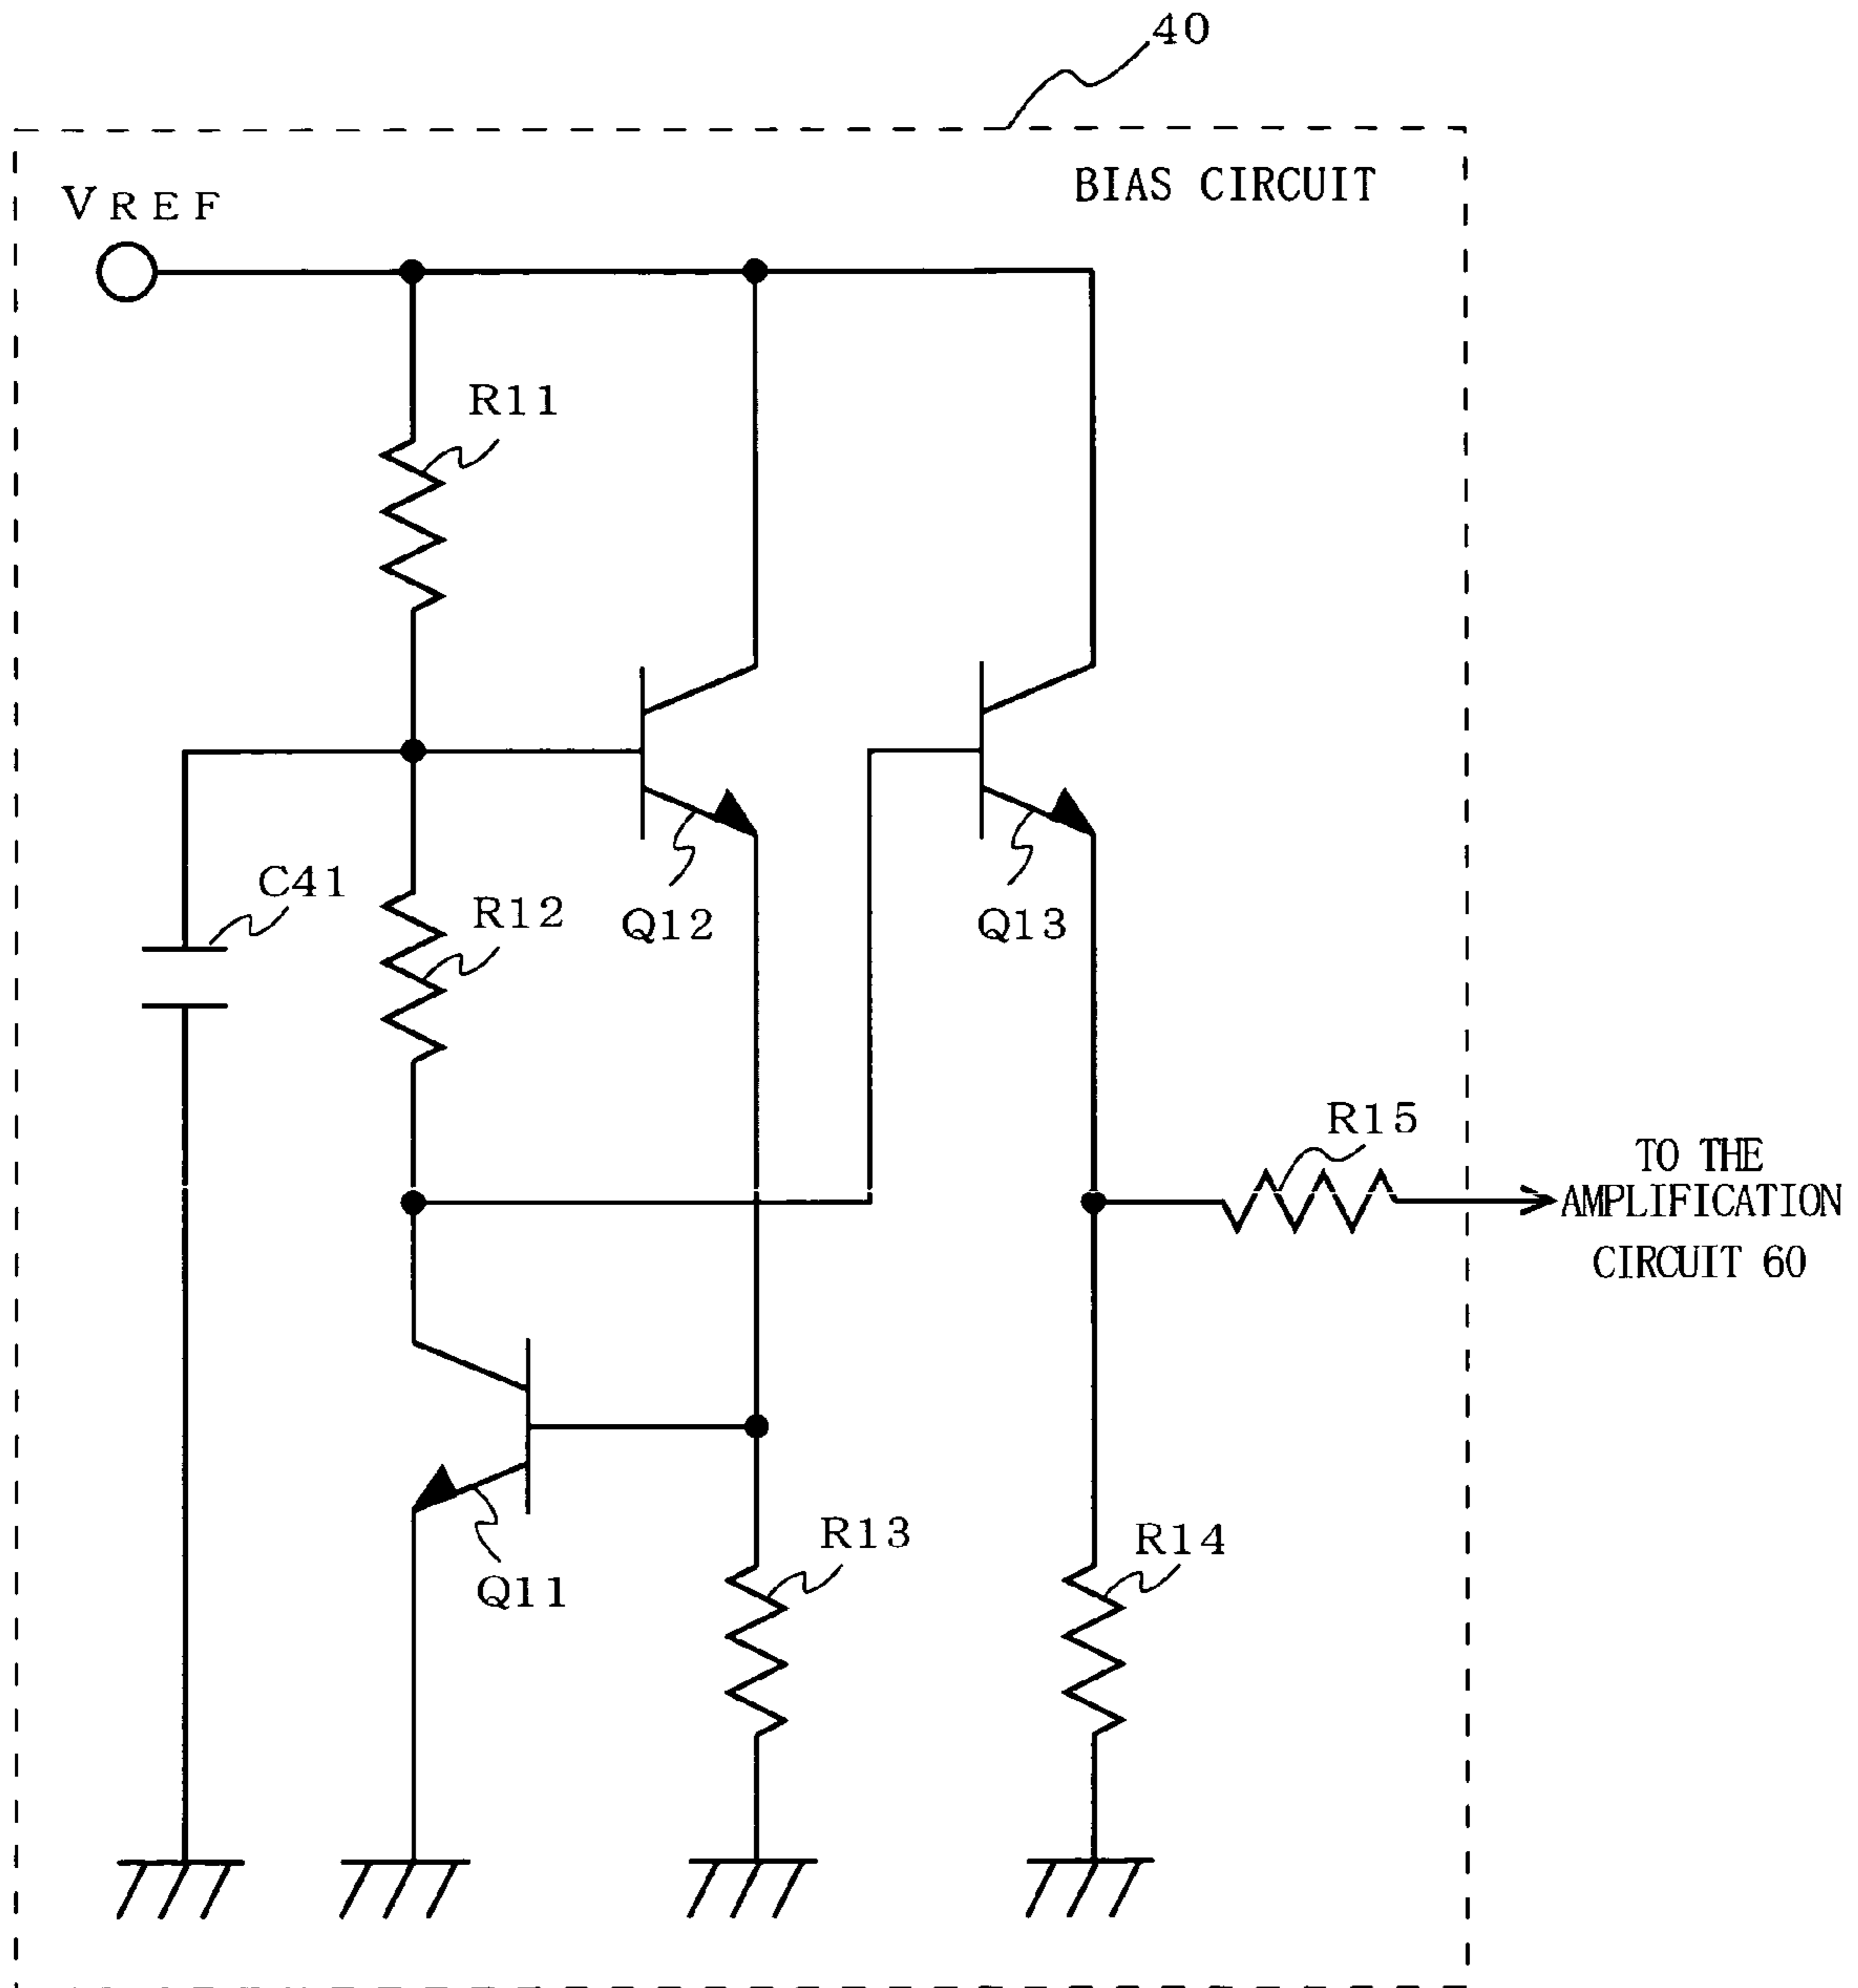 40
BIAS CIRCUIT
VREF
R11
C41
R12
Q12
Q13
R15
TO THE
AMPLIFICATION
CIRCUIT 60
R13
R14
Q11